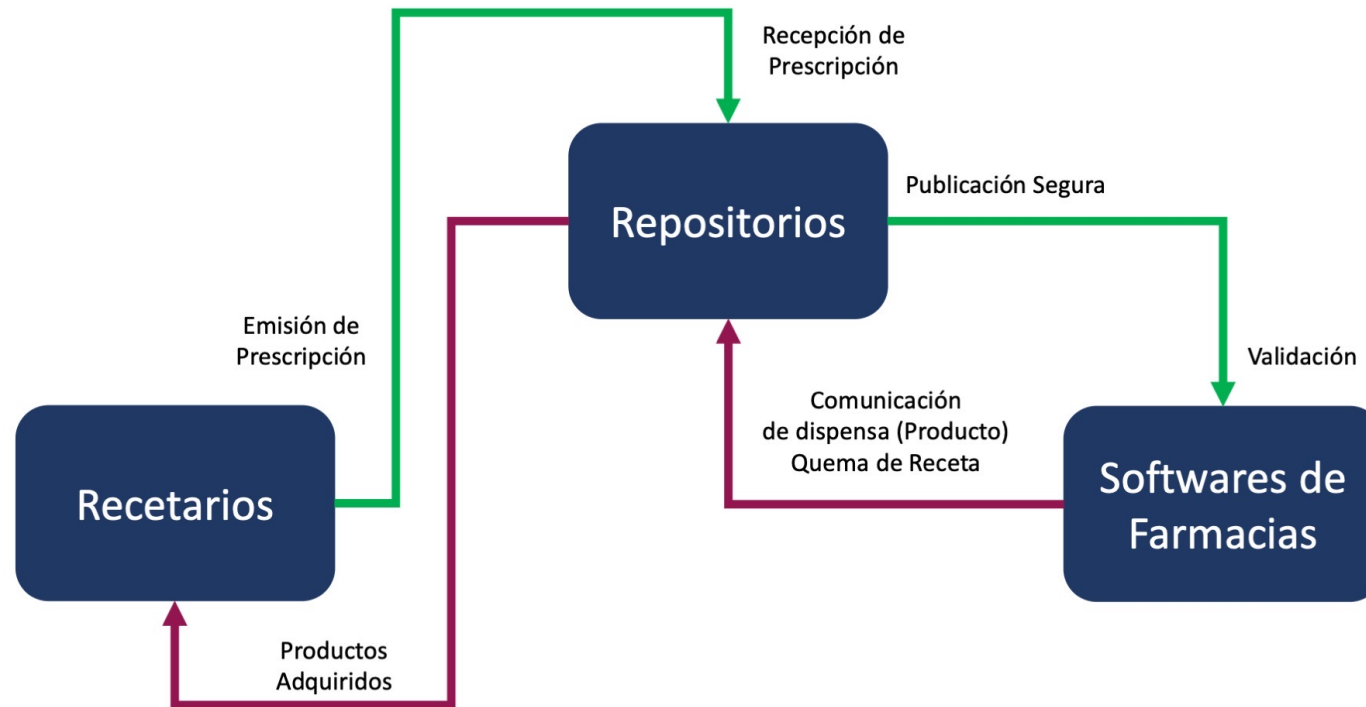 Recepción de
Prescripción
Repositorios
Publicación Segura
Emisión de
Prescripción
Validación
Comunicación
de dispensa (Producto)
Quema de Receta
Recetarios
Softwares de
Farmacias
Productos
Adquiridos